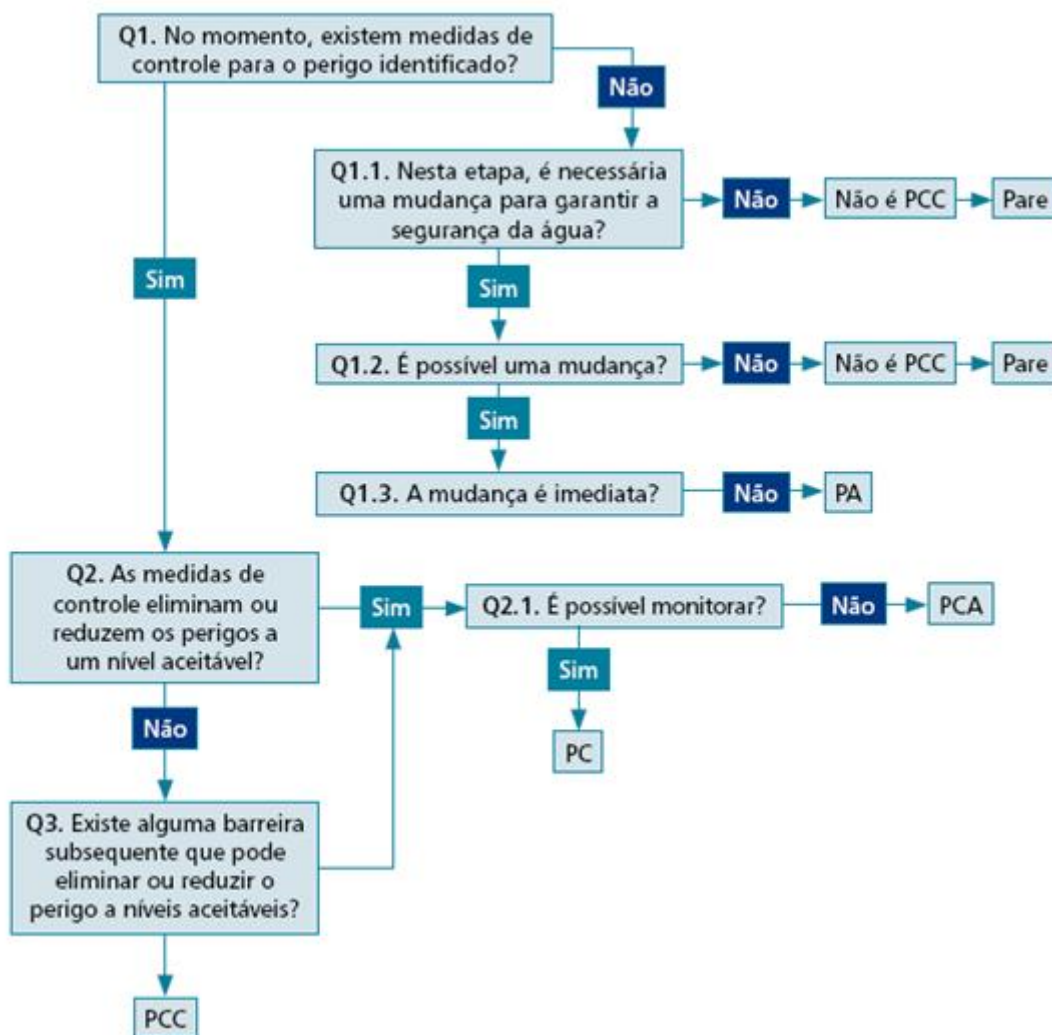 Q1. No momento, existem medidas de
controle para o perigo identificado?
Não
Q1.1. Nesta etapa, é necessária
uma mudança para garantir a
segurança da água?
Não
Não é PCC
Pare
Sim
Sim
Q1.2. É possível uma mudança?
Não
Não é PCC
Pare
Sim
Q1.3. A mudança é imediata?
Não
PA
Q2. As medidas de
controle eliminam ou
reduzem os perigos a
um nível aceitável?
Sim
Q2.1. É possível monitorar?
Não
PCA
Sim
PC
Não
Q3. Existe alguma barreira
subsequente que pode
eliminar ou reduzir o
perigo a níveis aceitáveis?
PCC